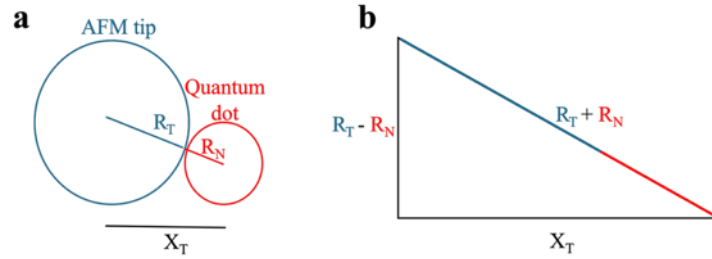 a
AFM tip
Quantum
dot
R_T
R_N
X_T
b
R_T - R_N
R_T + R_N
X_T